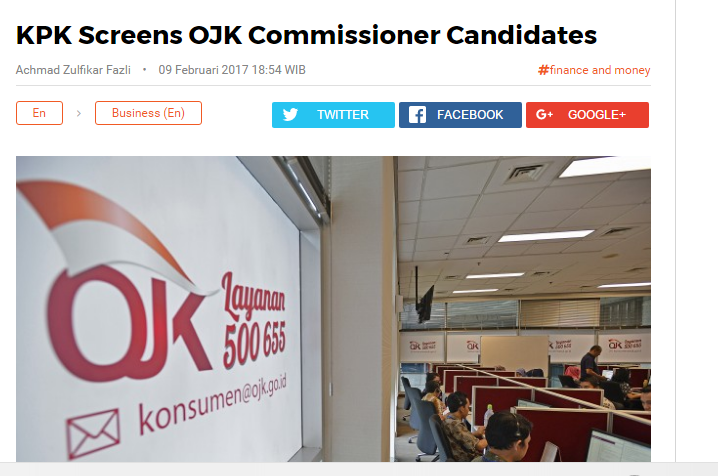 KPK Screens OJK Commissioner Candidates
Achmad Zulfikar Fazli • 09 Februari 2017 18:54 WIB
#finance and money
En > Business (En)
TWITTER
FACEBOOK
G+ GOOGLE+
OJK
Layanan
500 655
konsumen@ojk.go.id